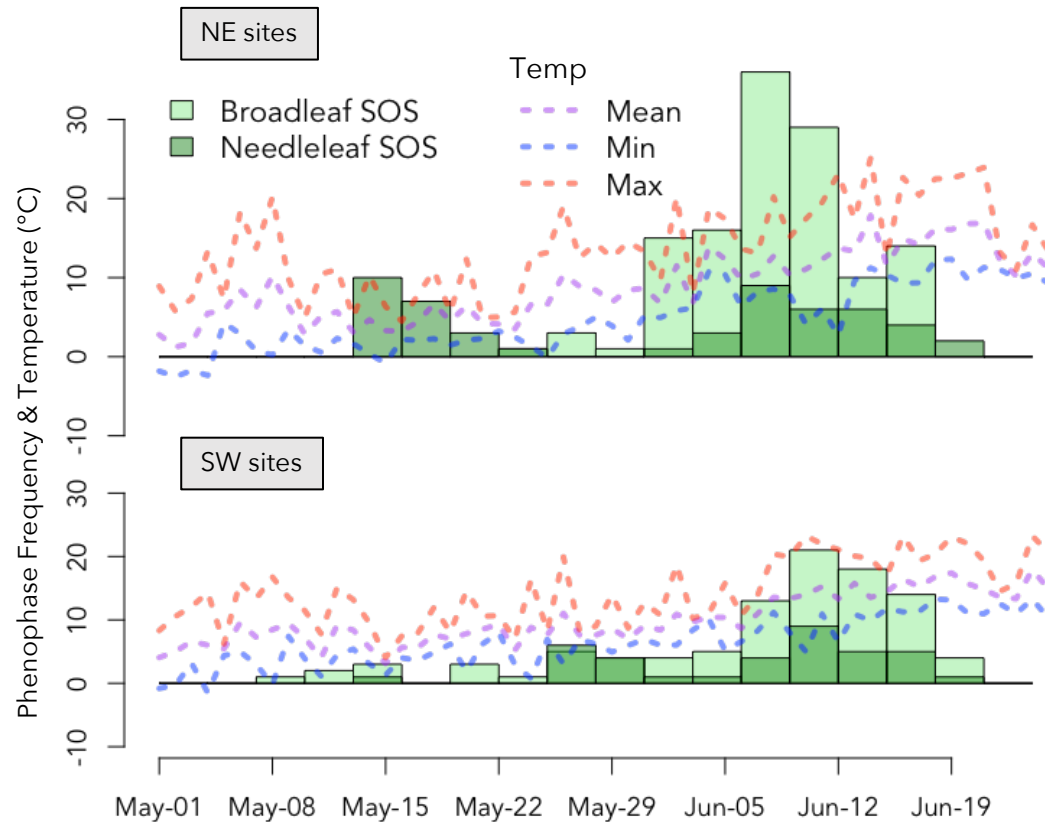 NE sites
Temp
Broadleaf SOS
Needleleaf SOS
Mean
Min
Max
30
20
10
0
-10
Phenophase Frequency & Temperature (°C)
SW sites
30
20
10
0
-10
May-01 May-08 May-15 May-22 May-29 Jun-05 Jun-12 Jun-19